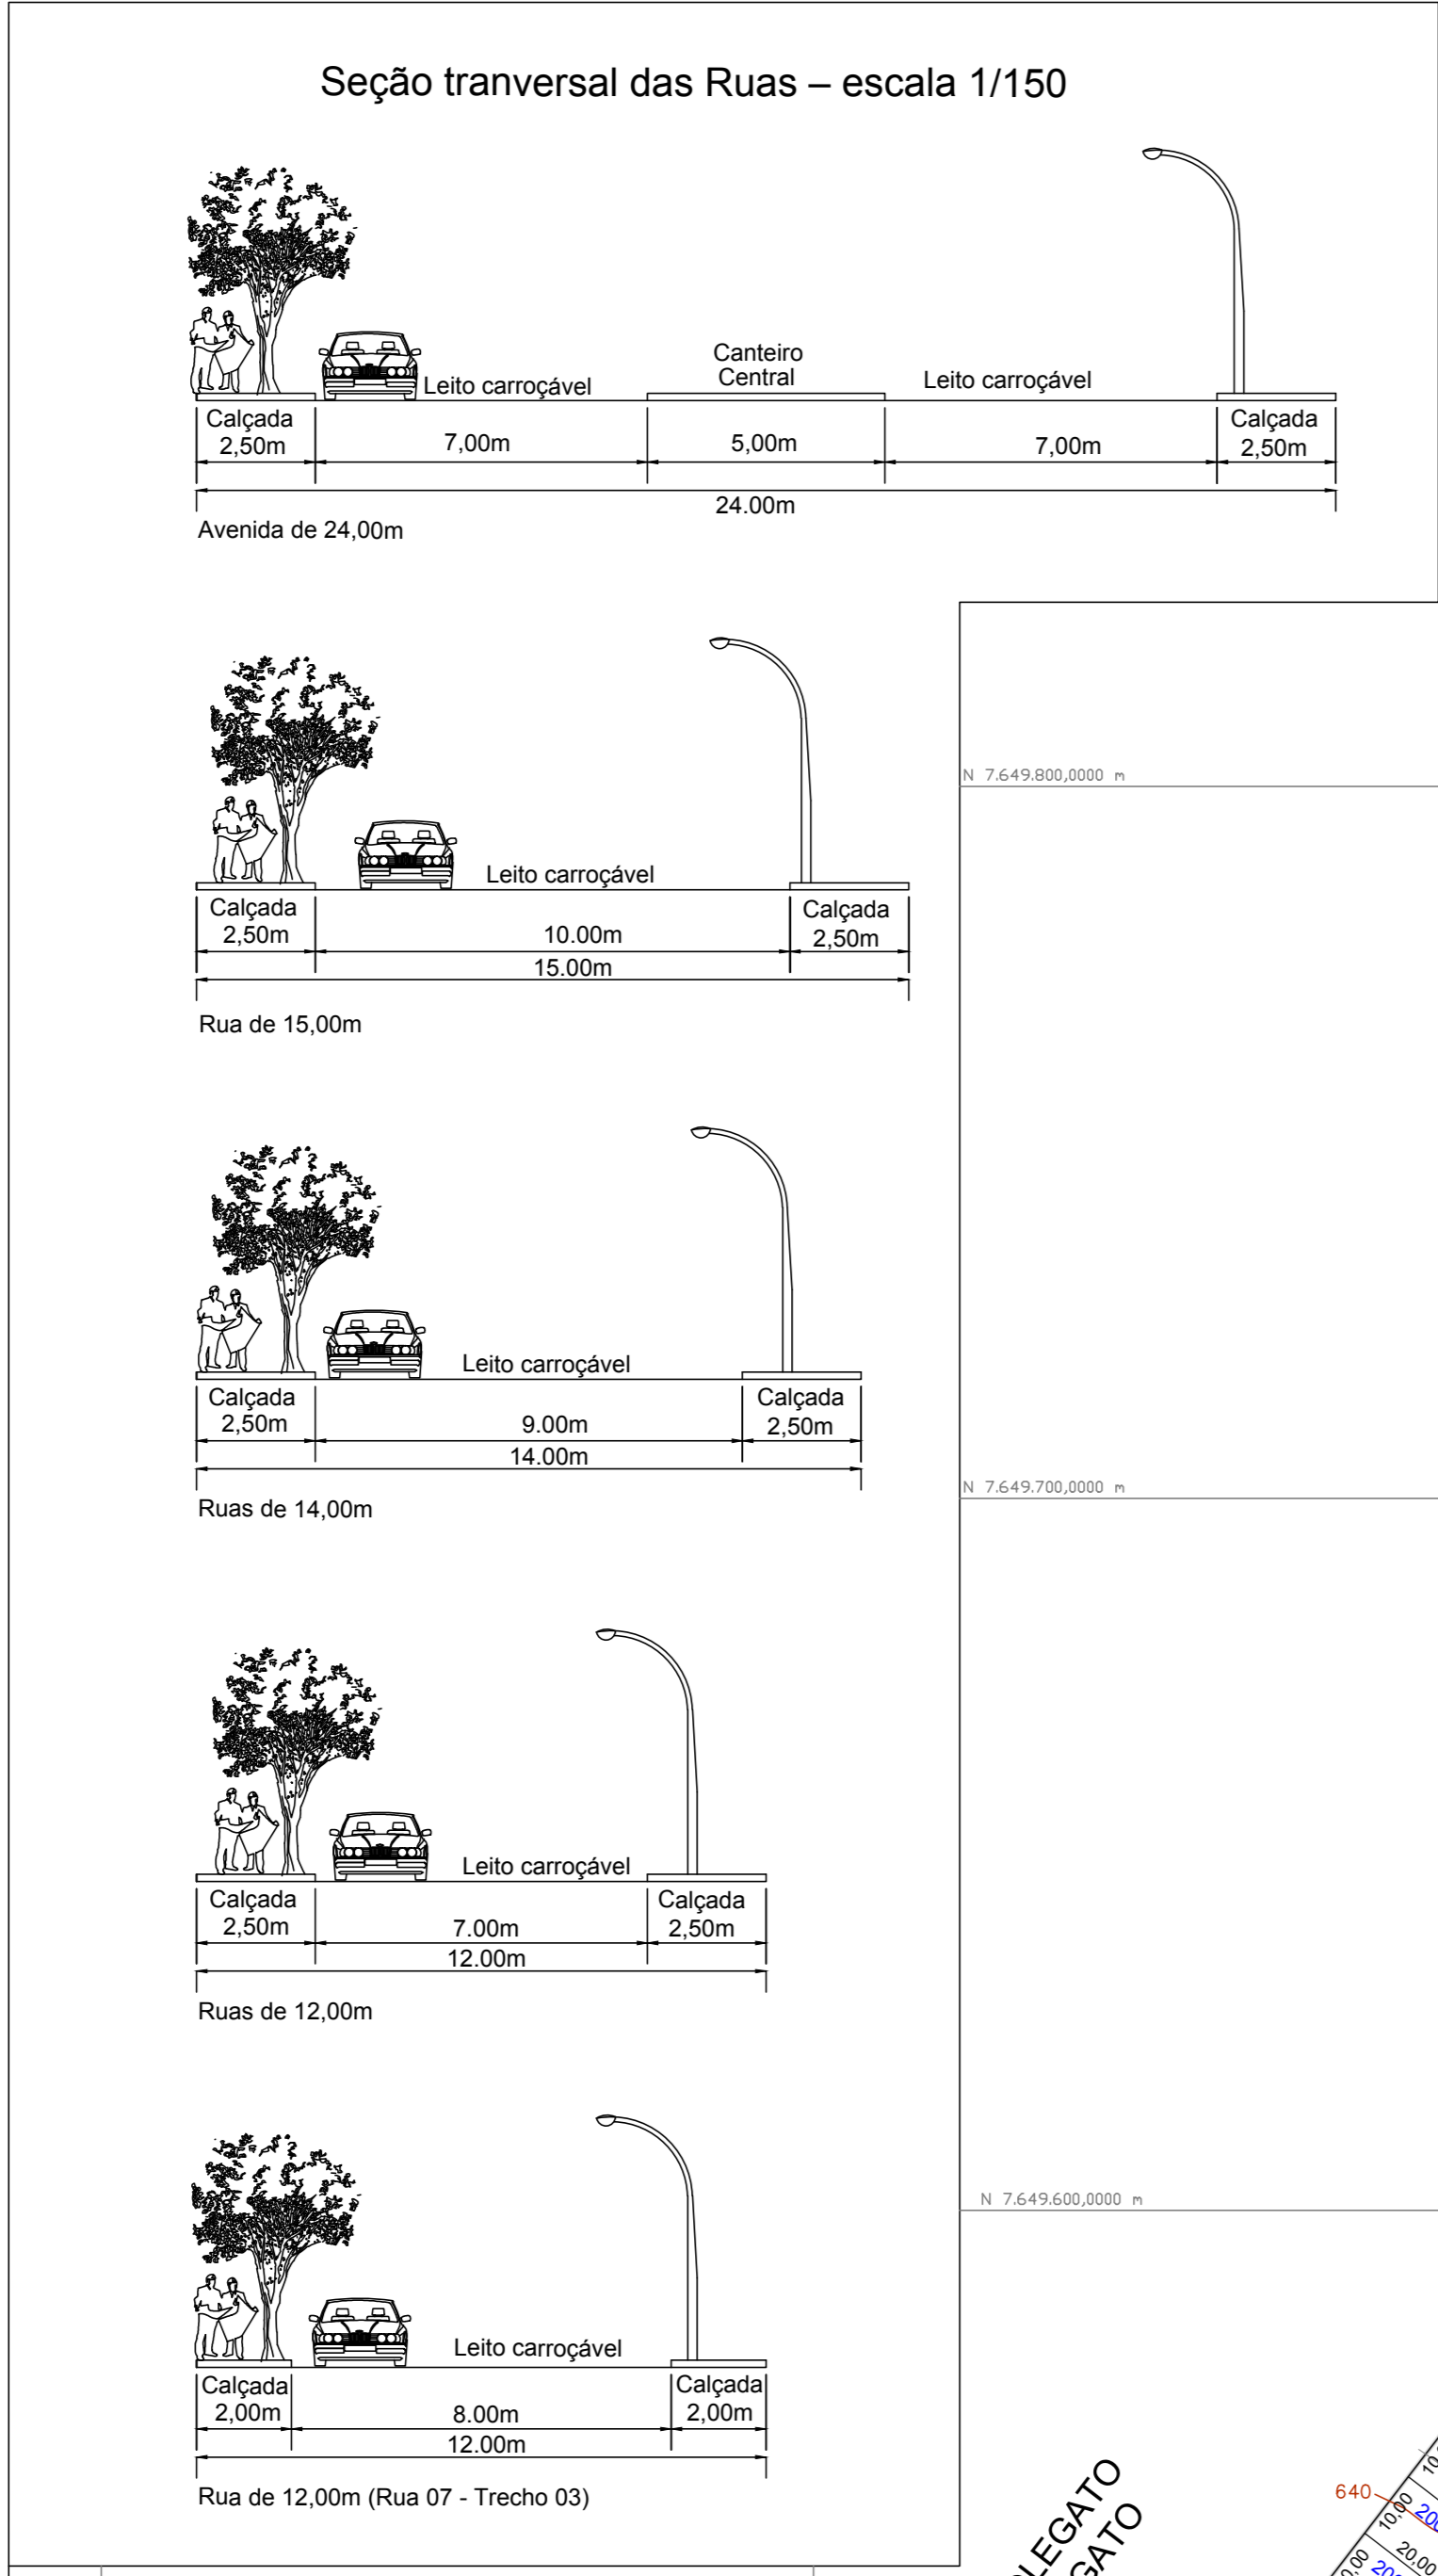 Seção tranversal das Ruas – escala 1/150
Canteiro
Central
Leito carroçável
Leito carroçável
Calçada
2,50m
7,00m
5,00m
7,00m
Calçada
2,50m
24.00m
Avenida de 24,00m
N 7.649.800,0000 m
Leito carroçável
Calçada
2,50m
10.00m
Calçada
2,50m
15.00m
Rua de 15,00m
Leito carroçável
Calçada
2,50m
9.00m
Calçada
2,50m
14.00m
Ruas de 14,00m
N 7.649.700,0000 m
Leito carroçável
Calçada
2,50m
7.00m
Calçada
2,50m
12.00m
Ruas de 12,00m
N 7.649.600,0000 m
Leito carroçável
Calçada
2,00m
8.00m
Calçada
2,00m
12.00m
Rua de 12,00m (Rua 07 - Trecho 03)
640
10,00
20,00